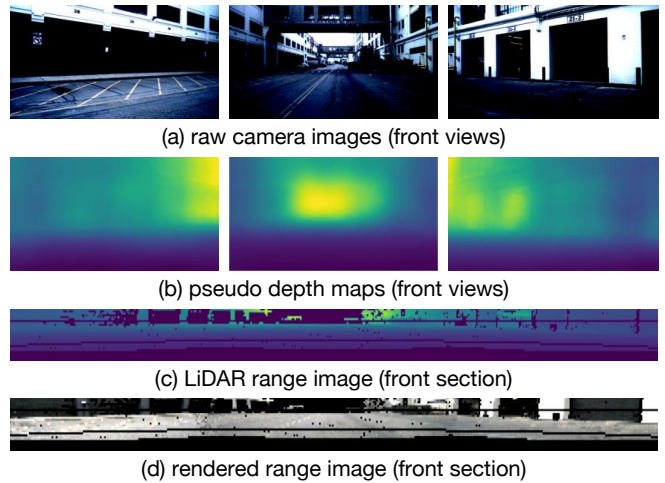 (a) raw camera images (front views)
(b) pseudo depth maps (front views)
(c) LiDAR range image (front section)
(d) rendered range image (front section)